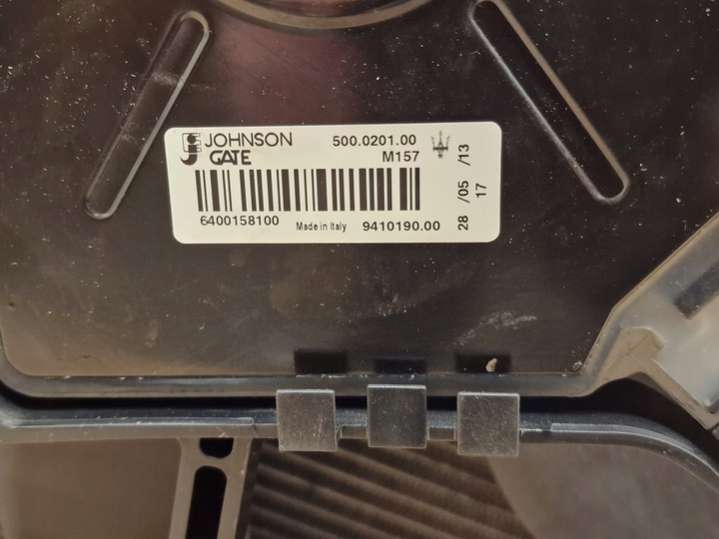 JOHNSON 500.0201.00
GATE M157
6400158100 Made in Italy 9410190.00
28 /05 /13
17